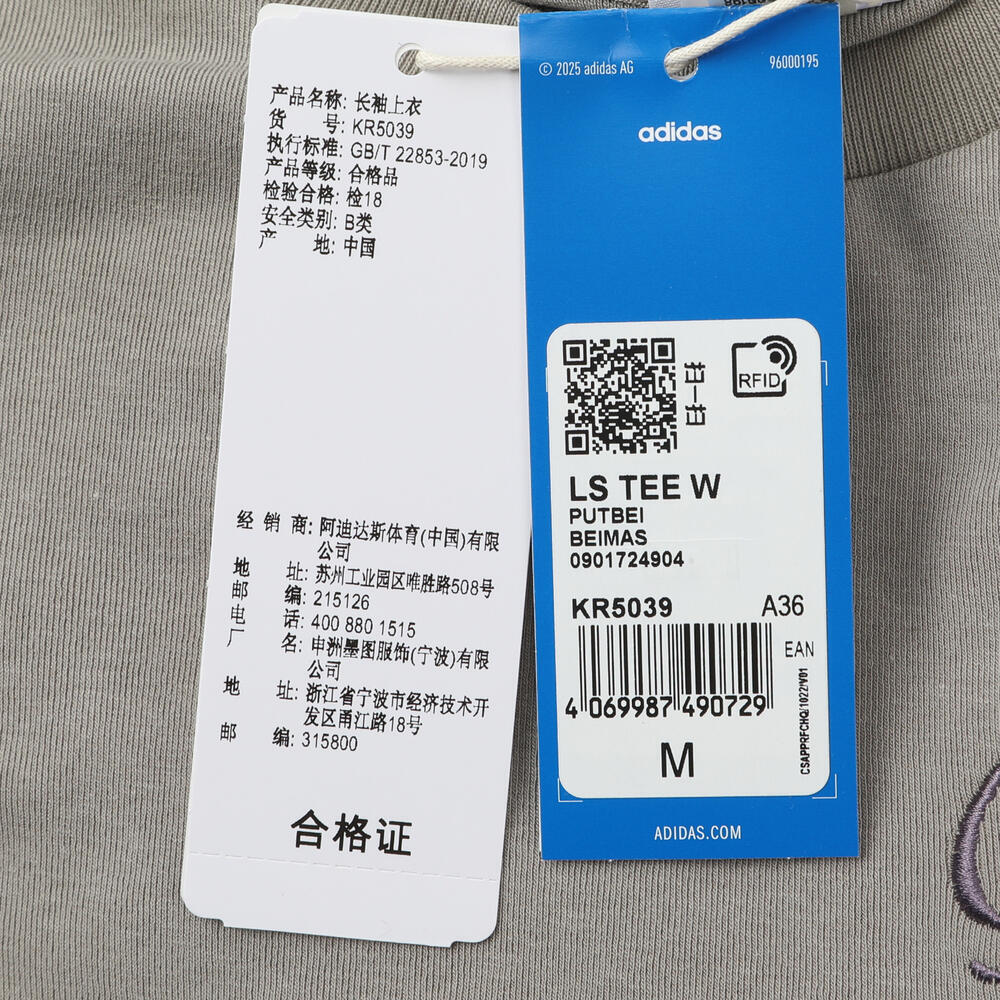 产品名称: 长袖上衣
货 号: KR5039
执行标准: GB/T 22853-2019
产品等级: 合格品
检验合格: 检18
安全类别: B类
产 地: 中国
经 销 商: 阿迪达斯体育(中国)有限
公司
地 址: 苏州工业园区唯胜路508号
邮 编: 215126
电 话: 400 880 1515
厂 名: 申洲墨图服饰(宁波)有限
公司
地 址: 浙江省宁波市经济技术开
发区甬江路18号
邮 编: 315800
合格证
© 2025 adidas AG
96000195
adidas
扫一扫
RFID
LS TEE W
PUTBEI
BEIMAS
0901724904
KR5039 A36
EAN
4 069987 490729
CSAPPRFCHQ/1022/V01
M
ADIDAS.COM